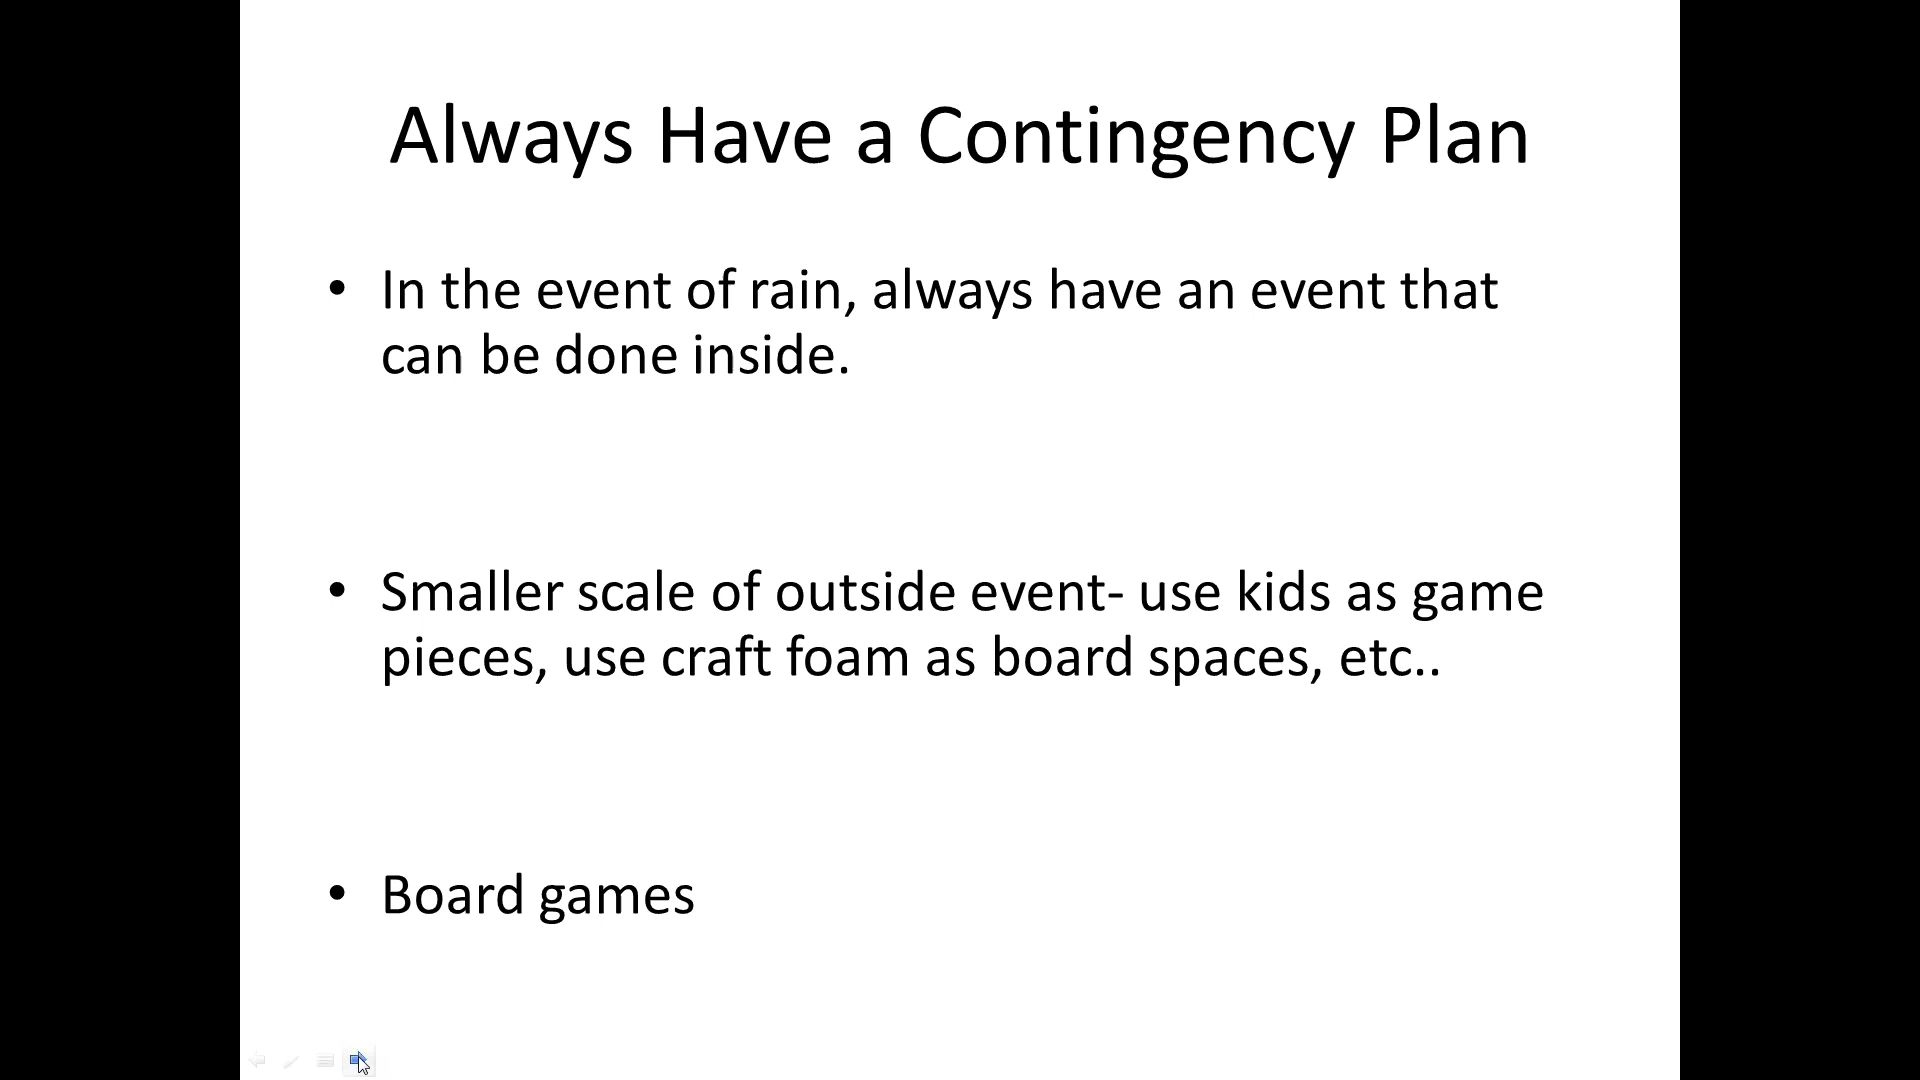 Always Have a Contingency Plan
• In the event of rain, always have an event that
can be done inside.
• Smaller scale of outside event- use kids as game
pieces, use craft foam as board spaces, etc..
• Board games